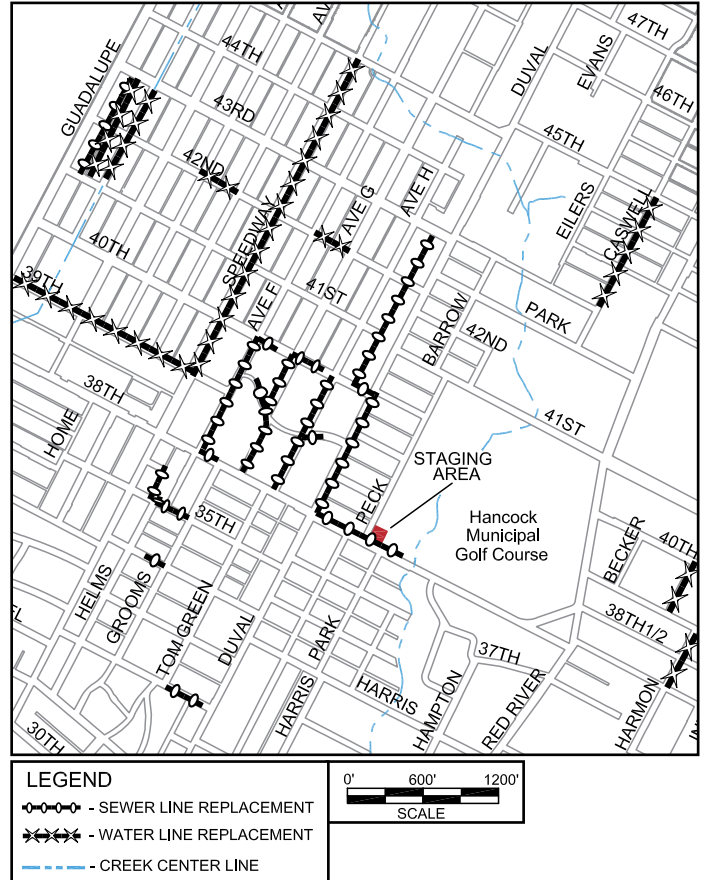 47TH
AV
44TH
DUVAL
EVANS
GUADALUPE
46TH
43RD
45TH
42ND
AVE G
AVE H
EILERS
CASWELL
40TH
SPEEDWAY
39TH
41ST
AVE F
PARK
BARROW
42ND
38TH
41ST
HOME
STAGING
AREA
PECK
Hancock
Municipal
Golf Course
35TH
BECKER
40TH
HELMS
GROOMS
38TH1/2
TOM GREEN
DUVAL
PARK
37TH
EL
HARRIS
HARRIS
HAMPTON
RED RIVER
HARMON
IN
30TH
LEGEND
- SEWER LINE REPLACEMENT
- WATER LINE REPLACEMENT
- CREEK CENTER LINE
0' 600' 1200'
SCALE